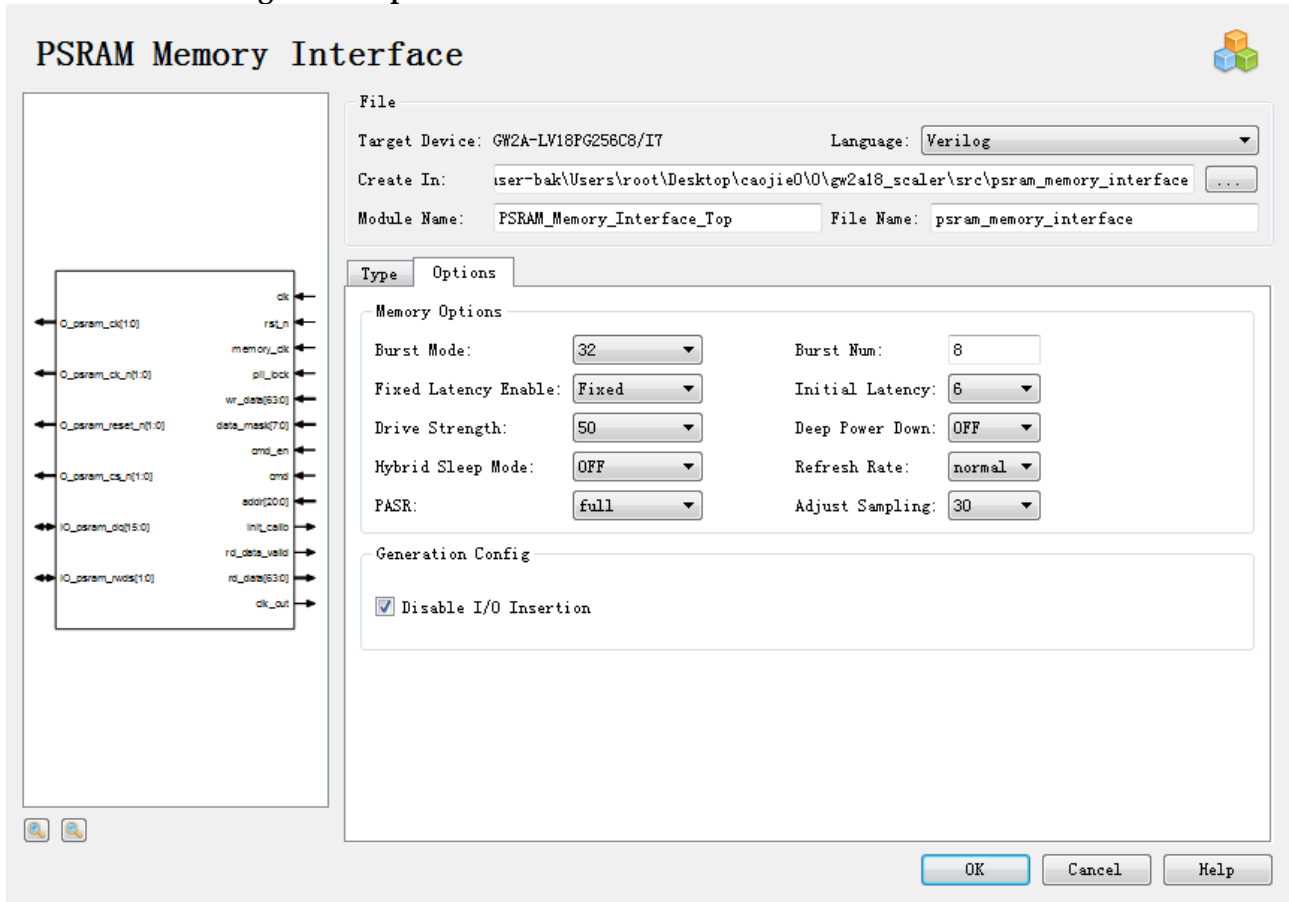 PSRAM Memory Interface
File
Target Device: GW2A-LV18PG256C8/I7 Language: Verilog
Create In: ıser-bak\Users\root\Desktop\caojie0\0\gw2a18_scaler\src\psram_memory_interface ...
Module Name: PSRAM_Memory_Interface_Top File Name: psram_memory_interface
Type Options
Memory Options
Burst Mode: 32 Burst Num: 8
Fixed Latency Enable: Fixed Initial Latency: 6
Drive Strength: 50 Deep Power Down: OFF
Hybrid Sleep Mode: OFF Refresh Rate: normal
PASR: full Adjust Sampling: 30
Generation Config
Disable I/O Insertion
clk
O_psram_ck[1:0] rst_n
memory_clk
O_psram_ck_n[1:0] pll_lock
wr_data[63:0]
O_psram_reset_n[1:0] data_mask[7:0]
cmd_en
O_psram_cs_n[1:0] cmd
addr[20:0]
IO_psram_dq[15:0] init_calib
rd_data_valid
IO_psram_rwds[1:0] rd_data[63:0]
clk_out
OK Cancel Help